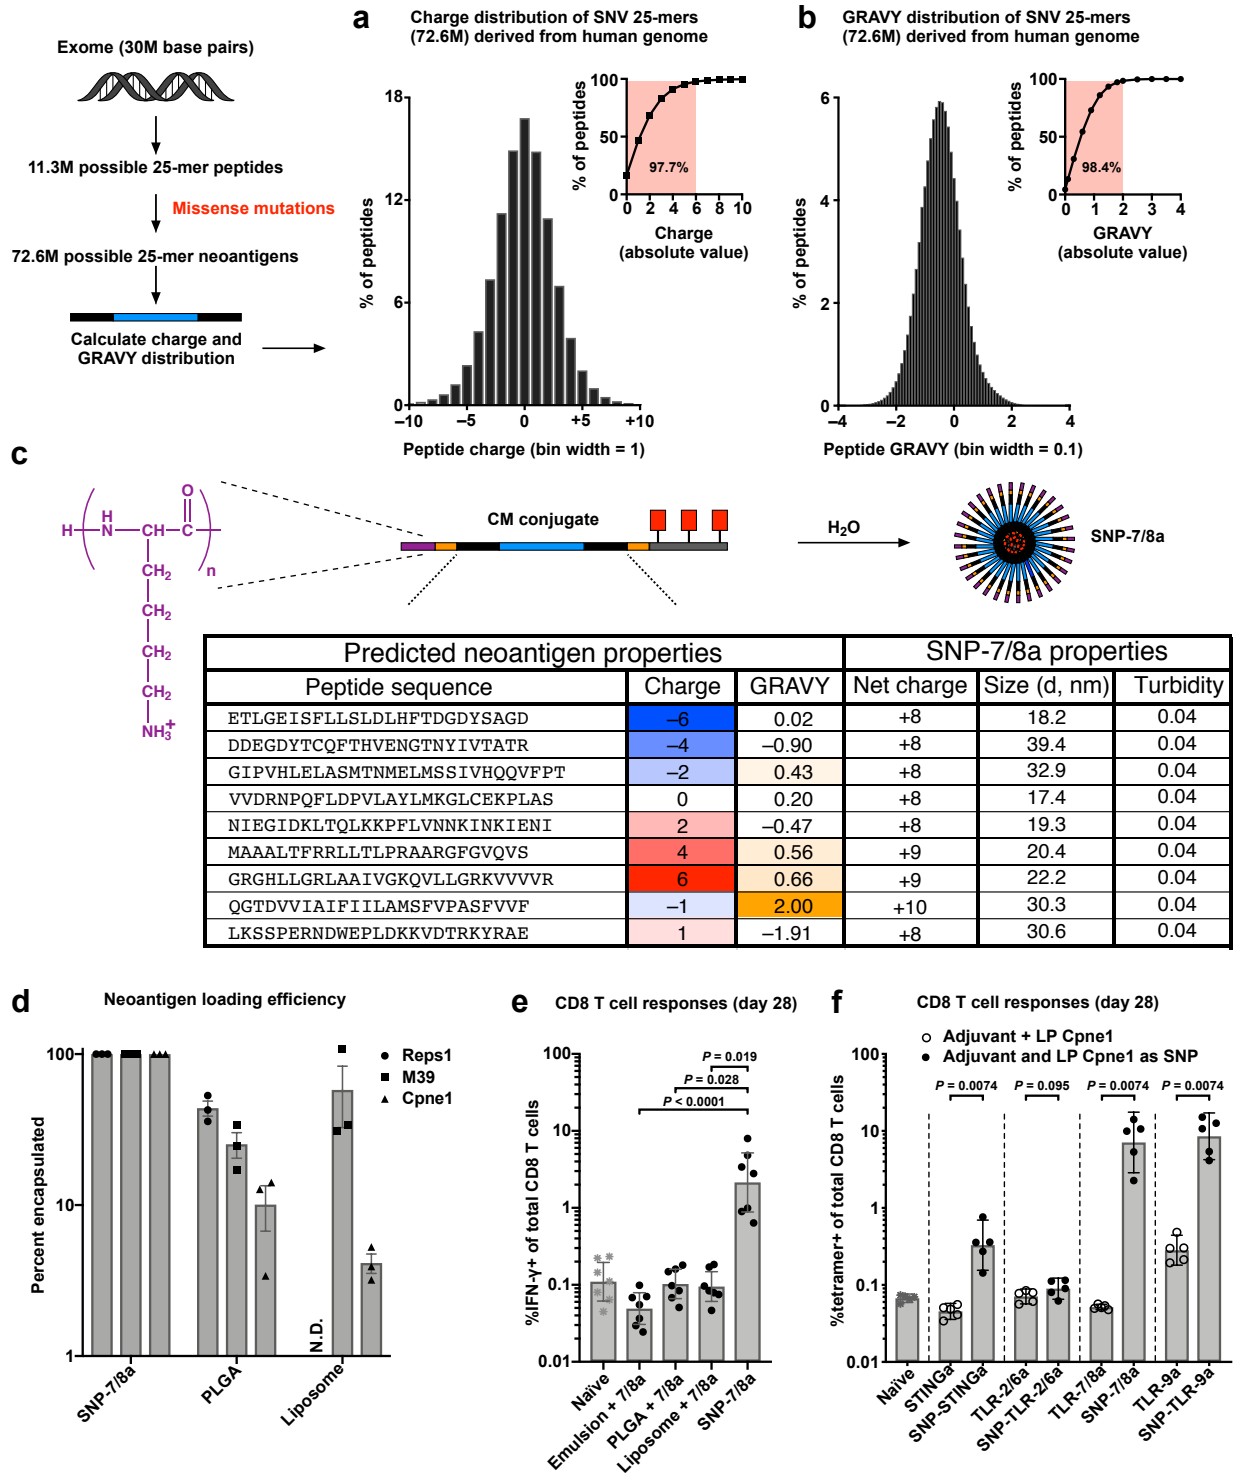 a
Charge distribution of SNV 25-mers
(72.6M) derived from human genome
b
GRAVY distribution of SNV 25-mers
(72.6M) derived from human genome
Exome (30M base pairs)
11.3M possible 25-mer peptides
Missense mutations
72.6M possible 25-mer neoantigens
Calculate charge and
GRAVY distribution
% of peptides
18
12
6
0
–10
–5
0
+5
+10
Peptide charge (bin width = 1)
% of peptides
100
50
0
97.7%
0 2 4 6 8 10
Charge
(absolute value)
% of peptides
6
4
2
0
–4
–2
0
2
4
Peptide GRAVY (bin width = 0.1)
% of peptides
100
50
0
98.4%
0 1 2 3 4
GRAVY
(absolute value)
c
H
N
H
CH
C
O
n
CH2
CH2
CH2
CH2
NH3+
CM conjugate
H2O
SNP-7/8a
Predicted neoantigen properties SNP-7/8a properties
Peptide sequence Charge GRAVY Net charge Size (d, nm) Turbidity
ETLGEISFLLSLDLHFTDGDYSAGD –6 0.02 +8 18.2 0.04
DDEGDYTCQFTHVENGTNYIVTATR –4 –0.90 +8 39.4 0.04
GIPVHLELASMTNMELMSSIVHQQVFPT –2 0.43 +8 32.9 0.04
VVDRNPQFLDPVLAYLMKGLCEKPLAS 0 0.20 +8 17.4 0.04
NIEGIDKLTQLKKPFLVNNKINKIENI 2 –0.47 +8 19.3 0.04
MAAALTFRRLLTLPRAARGFGVQVS 4 0.56 +9 20.4 0.04
GRGHLLGRLAAIVGKQVLLGRKVVVVR 6 0.66 +9 22.2 0.04
QGTDVVIAIFIILAMSFVPASFVVF –1 2.00 +10 30.3 0.04
LKSSPERNDWEPLDKKVDTRKYRAE 1 –1.91 +8 30.6 0.04
d
Neoantigen loading efficiency
Percent encapsulated
100
10
1
Reps1
M39
Cpne1
N.D.
SNP-7/8a
PLGA
Liposome
e
CD8 T cell responses (day 28)
%IFN-γ+ of total CD8 T cells
100
10
1
0.1
0.01
P = 0.019
P = 0.028
P < 0.0001
Naïve
Emulsion + 7/8a
PLGA + 7/8a
Liposome + 7/8a
SNP-7/8a
f
CD8 T cell responses (day 28)
Adjuvant + LP Cpne1
Adjuvant and LP Cpne1 as SNP
%tetramer+ of total CD8 T cells
100
10
1
0.1
0.01
P = 0.0074
P = 0.095
P = 0.0074
P = 0.0074
Naïve
STINGa
SNP-STINGa
TLR-2/6a
SNP-TLR-2/6a
TLR-7/8a
SNP-7/8a
TLR-9a
SNP-TLR-9a